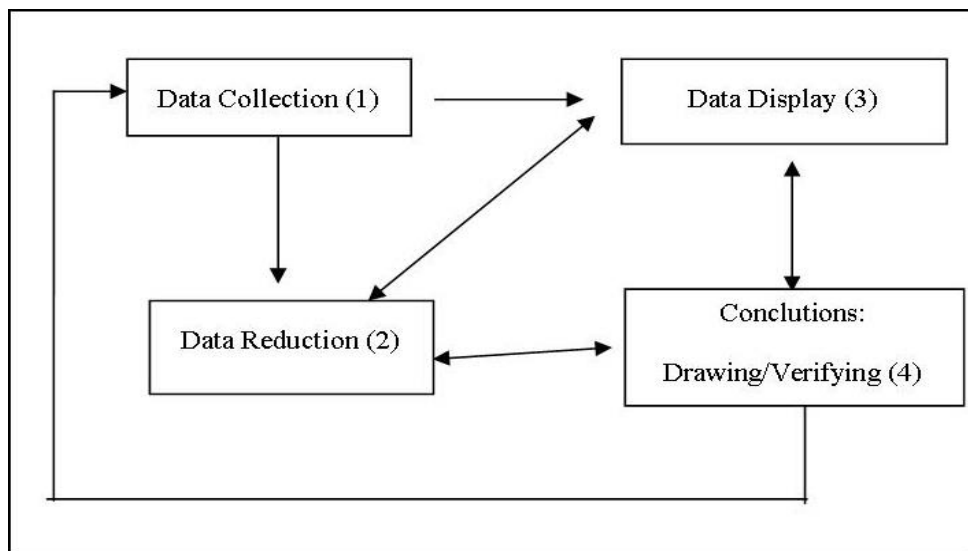 Data Collection (1)
Data Display (3)
Data Reduction (2)
Conclutions:
Drawing/Verifying (4)